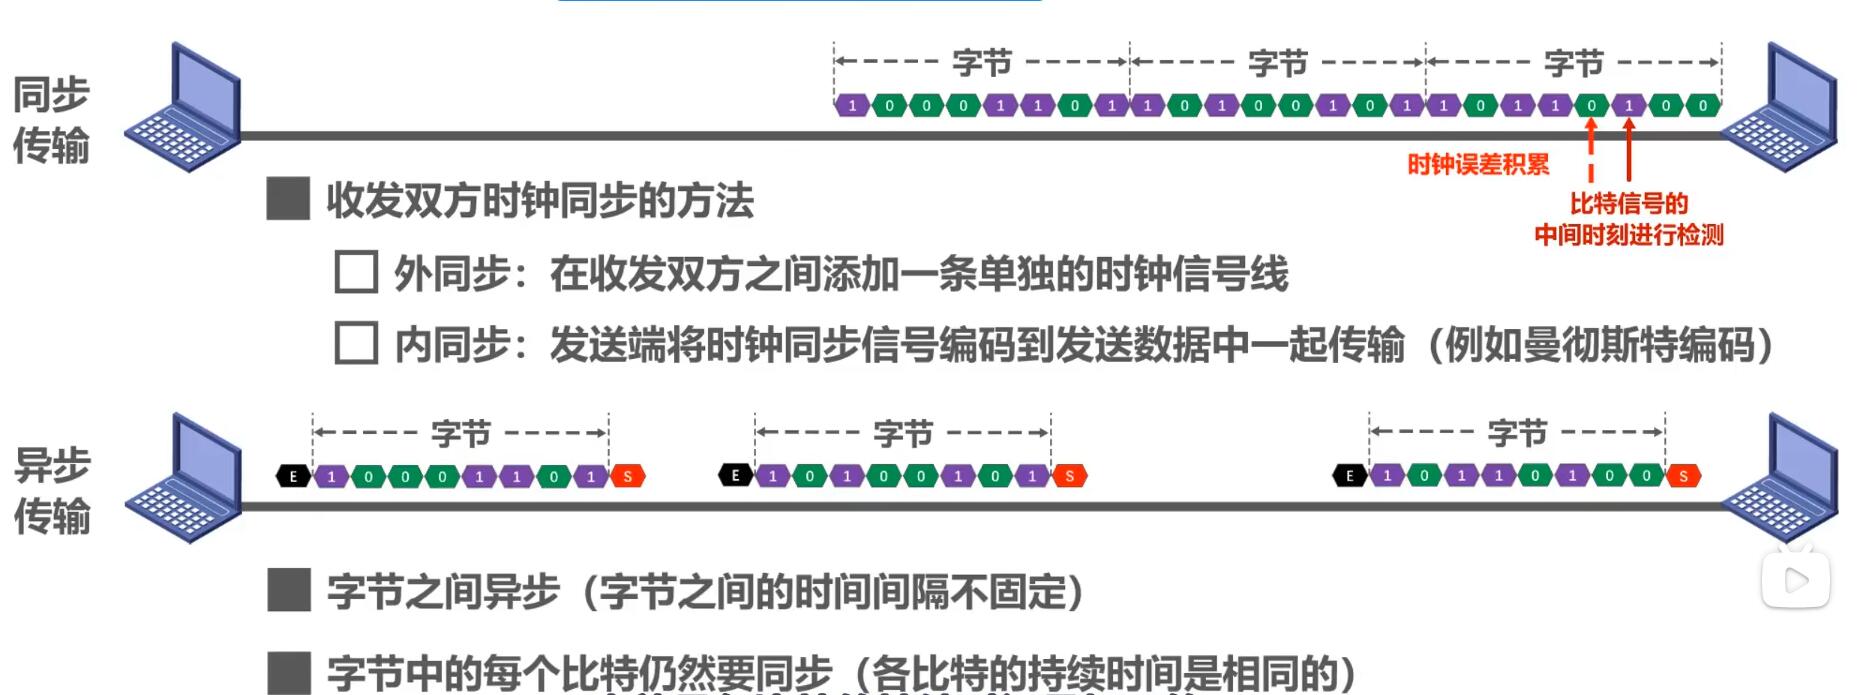 同步
传输
字节 字节 字节
1 0 0 0 1 1 0 1 1 0 1 0 0 1 0 1 1 0 1 1 0 1 0 0
时钟误差积累
比特信号的
中间时刻进行检测
收发双方时钟同步的方法
外同步：在收发双方之间添加一条单独的时钟信号线
内同步：发送端将时钟同步信号编码到发送数据中一起传输（例如曼彻斯特编码）
异步
传输
字节 字节 字节
E 1 0 0 0 1 1 0 1 S E 1 0 1 0 0 1 0 1 S E 1 0 1 1 0 1 0 0 S
字节之间异步（字节之间的时间间隔不固定）
字节中的每个比特仍然要同步（各比特的持续时间是相同的）